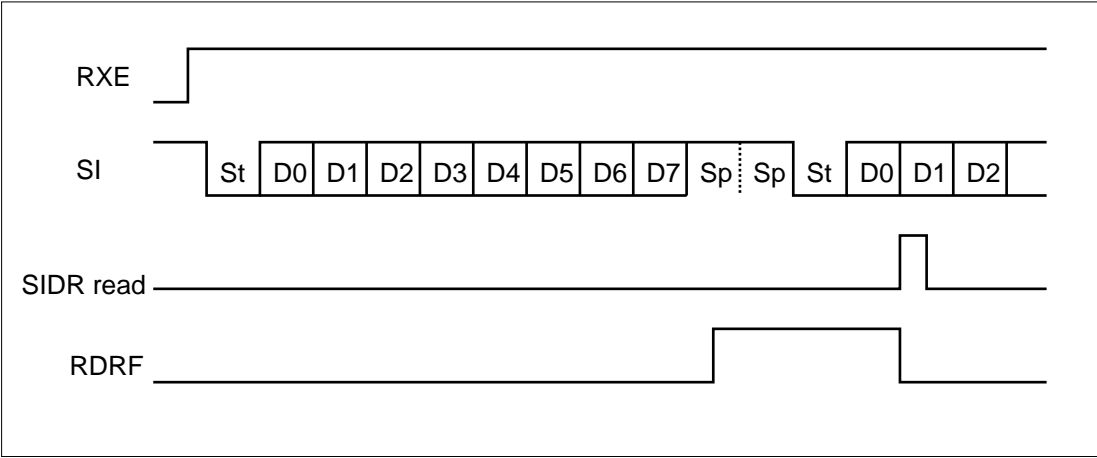 RXE
SI St D0 D1 D2 D3 D4 D5 D6 D7 Sp Sp St D0 D1 D2
SIDR read
RDRF